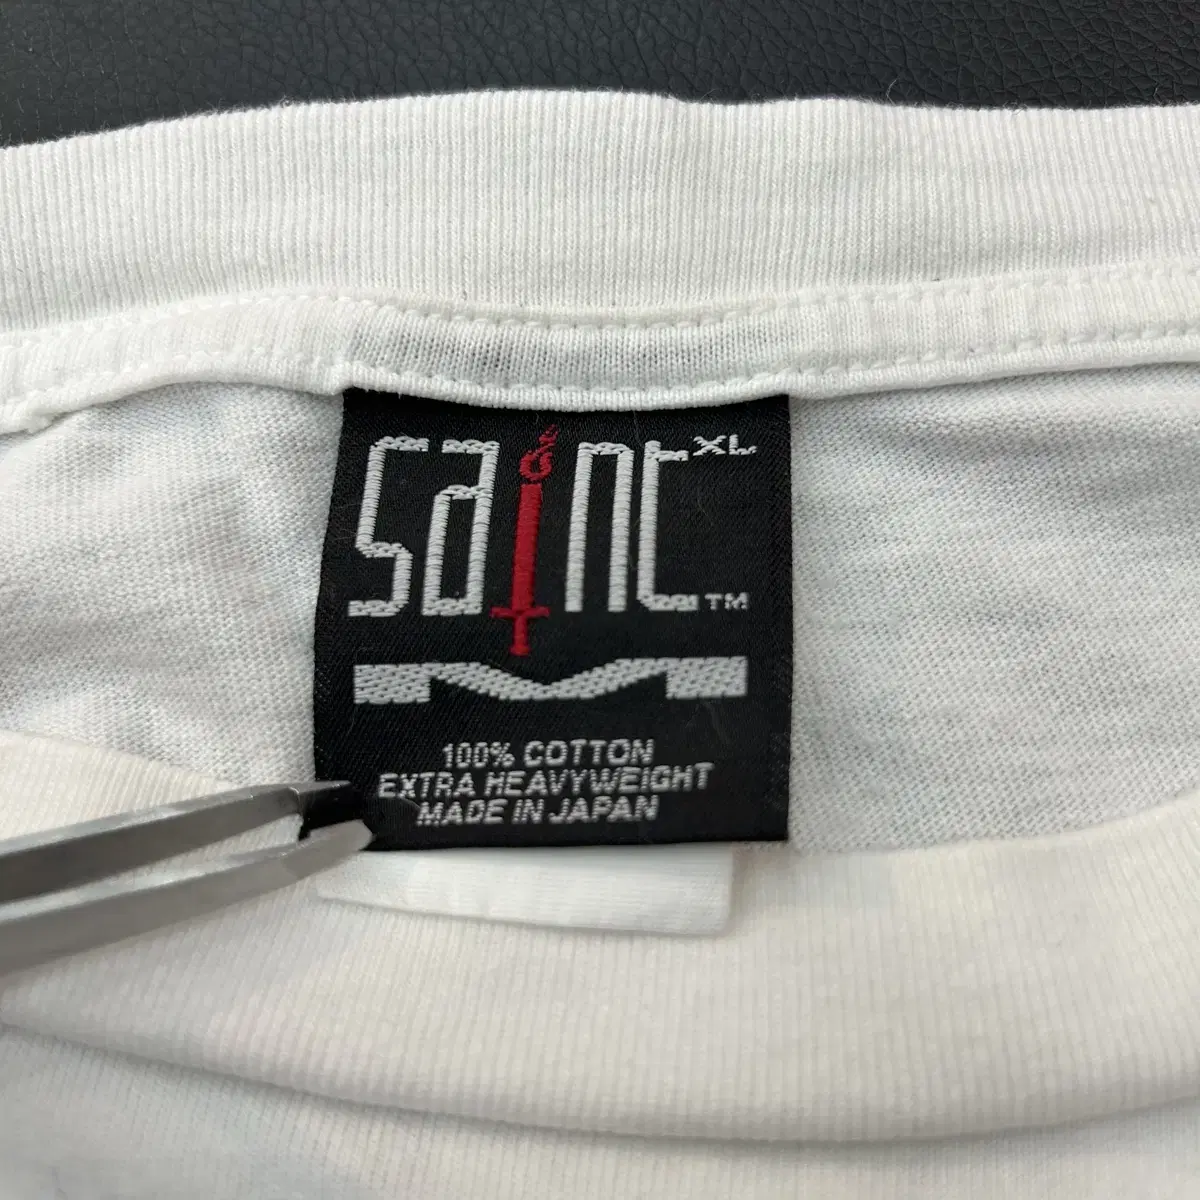 saint XL
TM
100% COTTON
EXTRA HEAVYWEIGHT
MADE IN JAPAN